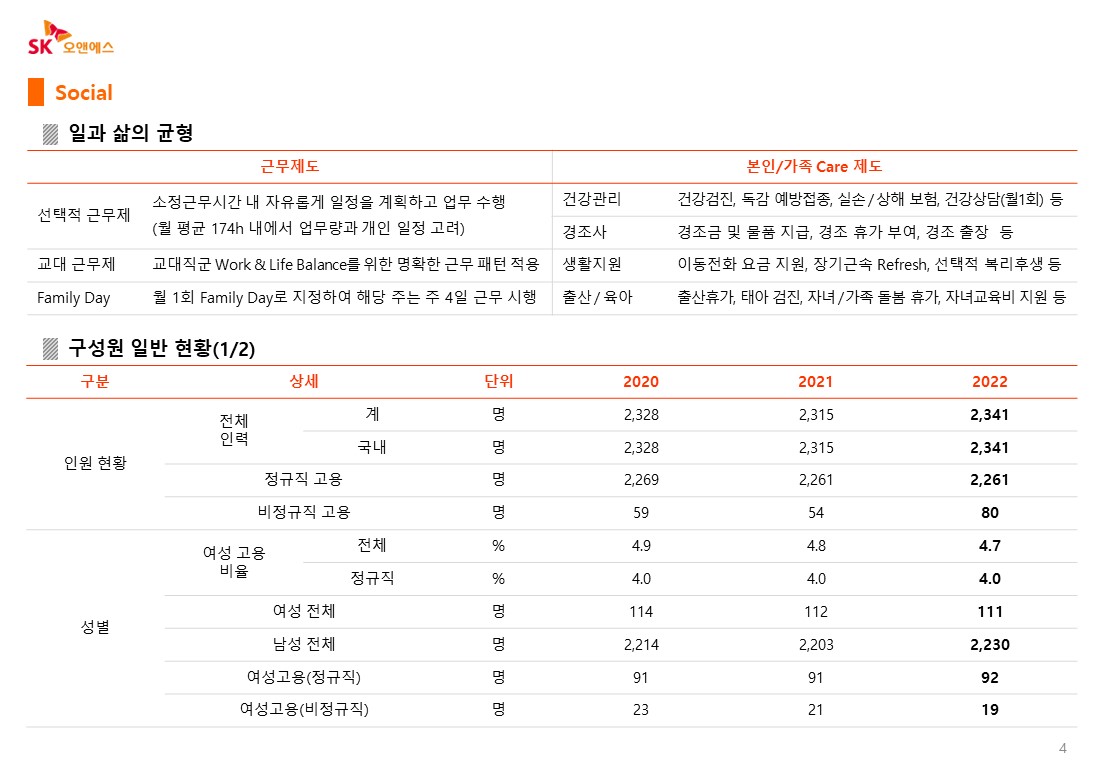 SK 오앤에스
Social
일과 삶의 균형
근무제도 본인/가족 Care 제도
선택적 근무제 소정근무시간 내 자유롭게 일정을 계획하고 업무 수행
(월 평균 174h 내에서 업무량과 개인 일정 고려)
건강관리 건강검진, 독감 예방접종, 실손/상해 보험, 건강상담(월1회) 등
경조사 경조금 및 물품 지급, 경조 휴가 부여, 경조 출장 등
교대 근무제 교대직군 Work & Life Balance를 위한 명확한 근무 패턴 적용 생활지원 이동전화 요금 지원, 장기근속 Refresh, 선택적 복리후생 등
Family Day 월 1회 Family Day로 지정하여 해당 주는 주 4일 근무 시행 출산/육아 출산휴가, 태아 검진, 자녀/가족 돌봄 휴가, 자녀교육비 지원 등
구성원 일반 현황(1/2)
구분 상세 단위 2020 2021 2022
인원 현황 전체 인력 계 명 2,328 2,315 2,341
국내 명 2,328 2,315 2,341
정규직 고용 명 2,269 2,261 2,261
비정규직 고용 명 59 54 80
성별 여성 고용 비율 전체 % 4.9 4.8 4.7
정규직 % 4.0 4.0 4.0
여성 전체 명 114 112 111
남성 전체 명 2,214 2,203 2,230
여성고용(정규직) 명 91 91 92
여성고용(비정규직) 명 23 21 19
4